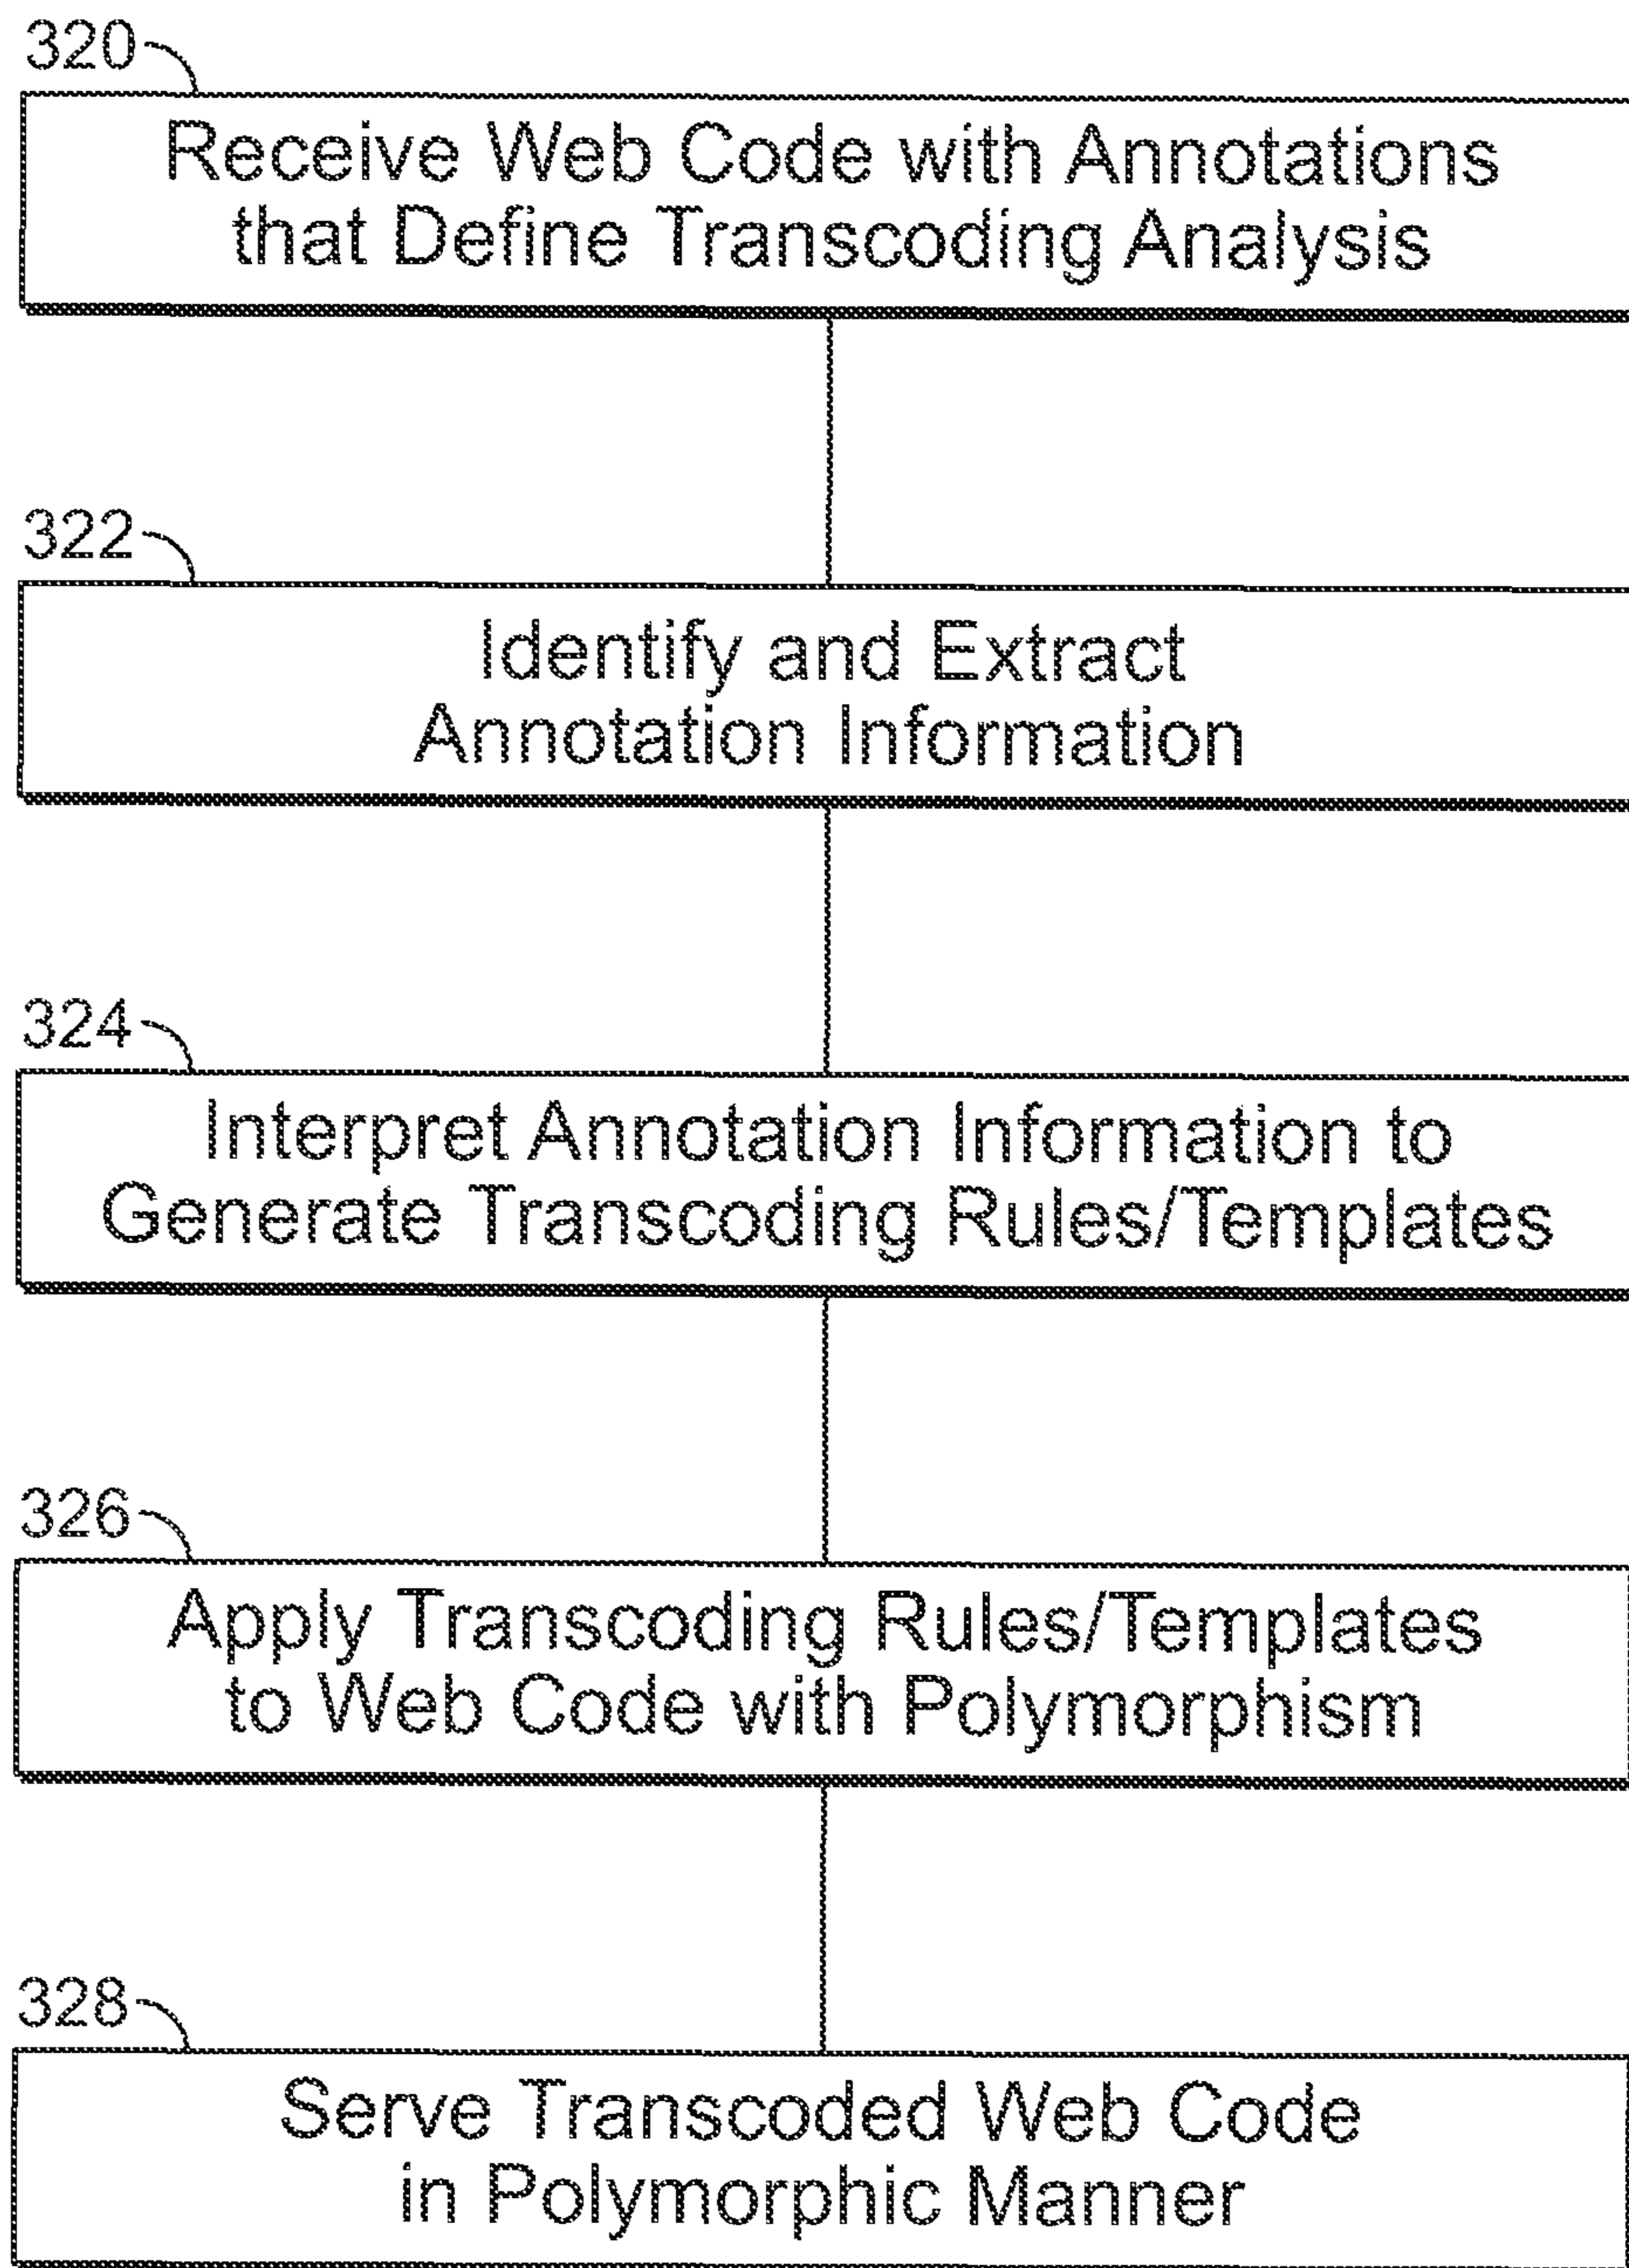 320
Receive Web Code with Annotations
that Define Transcoding Analysis
322
Identify and Extract
Annotation Information
324
Interpret Annotation Information to
Generate Transcoding Rules/Templates
326
Apply Transcoding Rules/Templates
to Web Code with Polymorphism
328
Serve Transcoded Web Code
in Polymorphic Manner